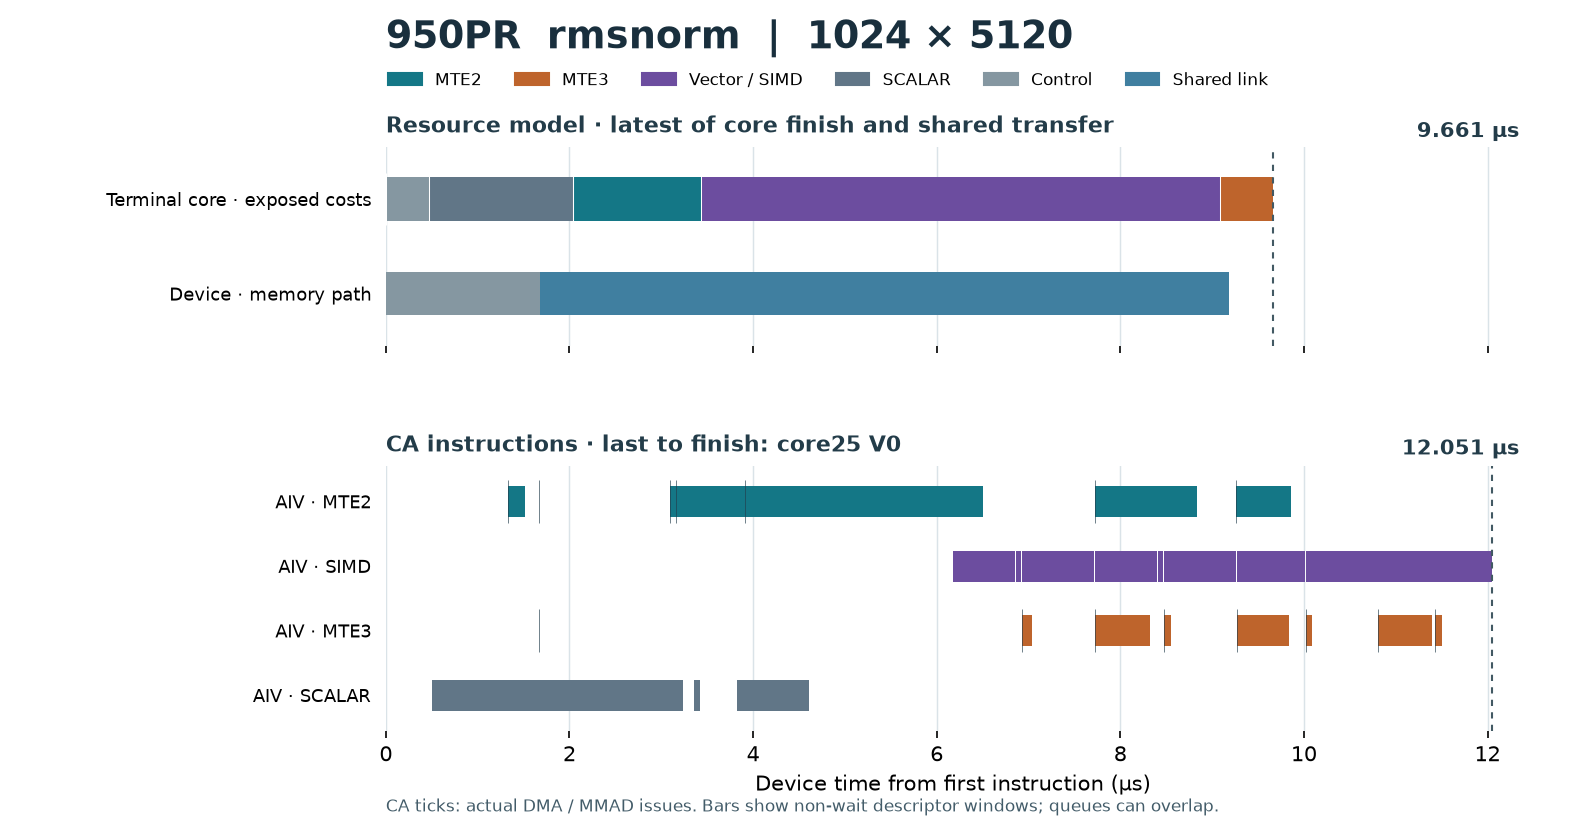 950PR  rmsnorm  |  1024 × 5120
MTE2  MTE3  Vector / SIMD  SCALAR  Control  Shared link
Resource model · latest of core finish and shared transfer
9.661 µs
Terminal core · exposed costs
Device · memory path
CA instructions · last to finish: core25 V0
12.051 µs
AIV · MTE2
AIV · SIMD
AIV · MTE3
AIV · SCALAR
0  2  4  6  8  10  12
Device time from first instruction (µs)
CA ticks: actual DMA / MMAD issues. Bars show non-wait descriptor windows; queues can overlap.